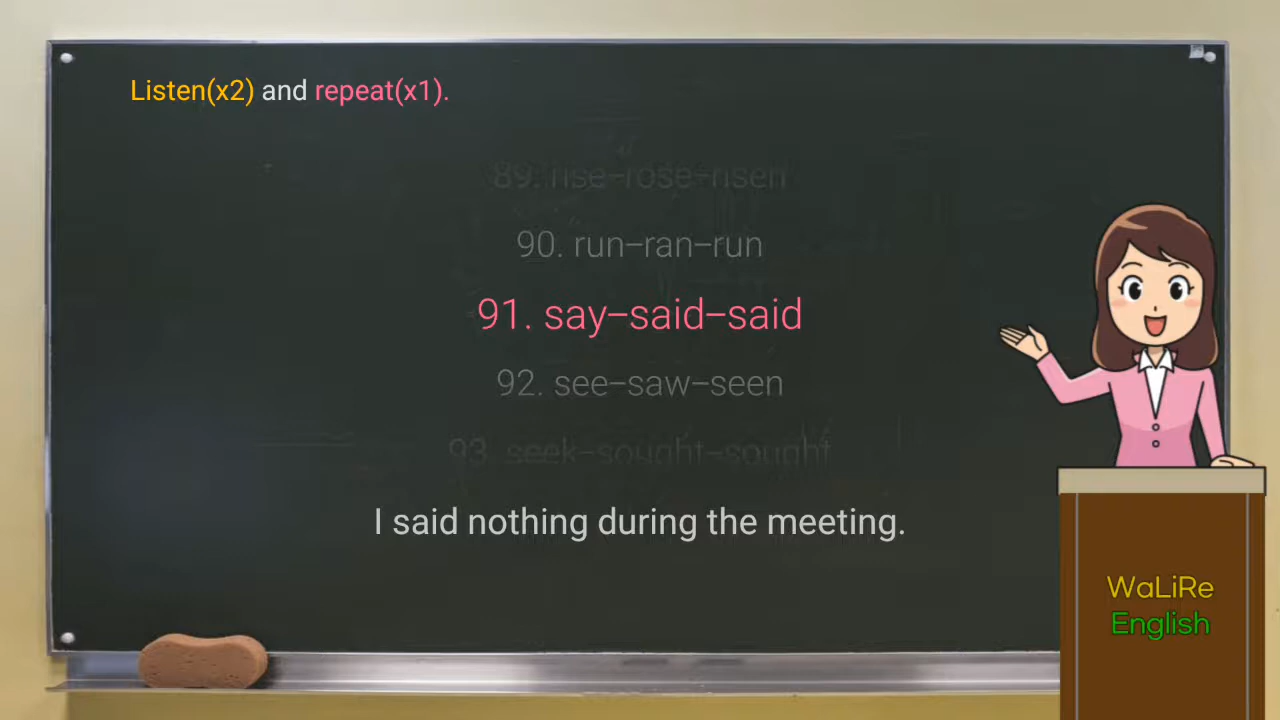 Listen(x2) and repeat(x1).
89. rise–rose–risen
90. run–ran–run
91. say–said–said
92. see–saw–seen
93. seek–sought–sought
I said nothing during the meeting.
WaLiRe
English